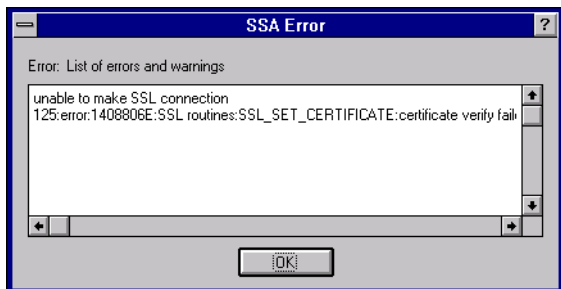 SSA Error
?
Error: List of errors and warnings
unable to make SSL connection
125:error:1408806E:SSL routines:SSL_SET_CERTIFICATE:certificate verify fail
OK